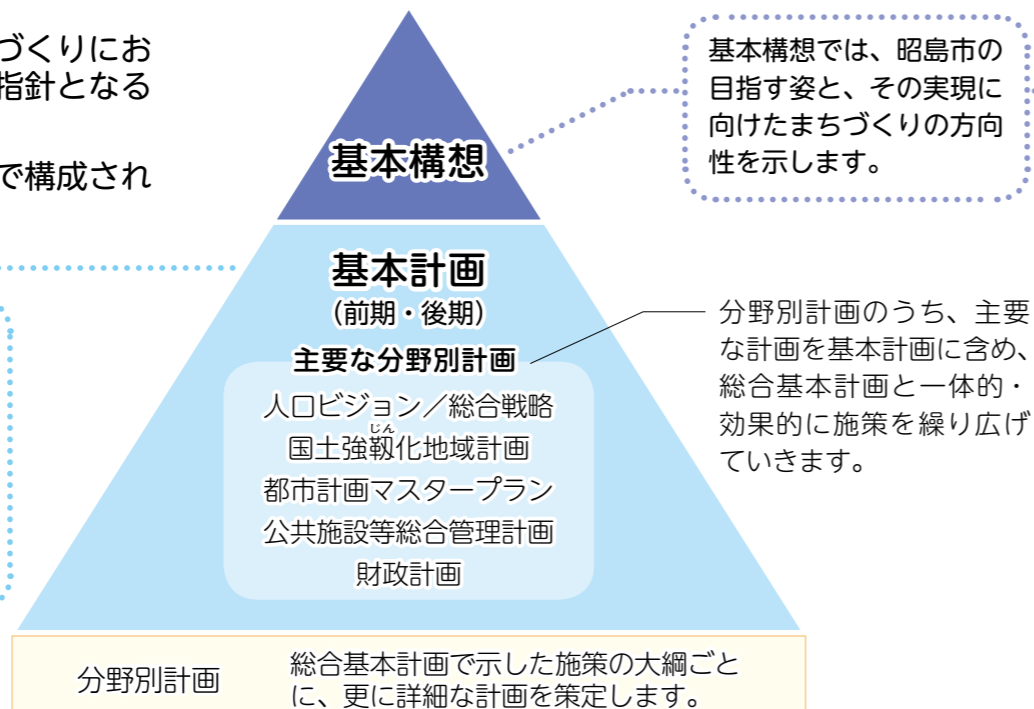 づくりにお
指針となる
で構成され
基本構想
基本構想では、昭島市の
目指す姿と、その実現に
向けたまちづくりの方向
性を示します。
基本計画
（前期・後期）
主要な分野別計画
人口ビジョン／総合戦略
じん
国土強靱化地域計画
都市計画マスタープラン
公共施設等総合管理計画
財政計画
分野別計画のうち、主要
な計画を基本計画に含め、
総合基本計画と一体的・
効果的に施策を繰り広げ
ていきます。
分野別計画
総合基本計画で示した施策の大綱ごと
に、更に詳細な計画を策定します。